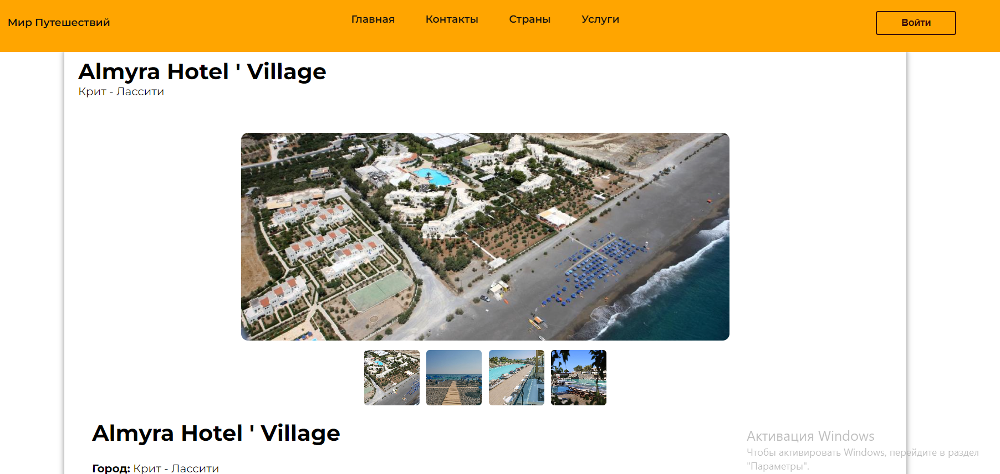 Мир Путешествий
Главная Контакты Страны Услуги
Войти
Almyra Hotel ' Village
Крит - Лассити
Almyra Hotel ' Village
Город: Крит - Лассити
Активация Windows
Чтобы активировать Windows, перейдите в раздел
"Параметры".